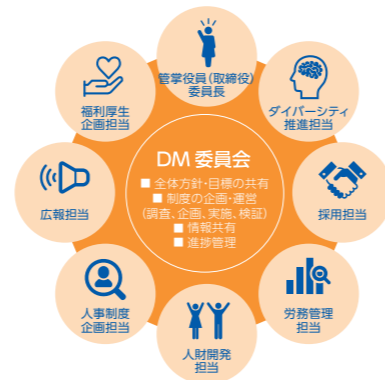 管掌役員(取締役)
委員長
ダイバーシティ
推進担当
採用担当
労務管理
担当
人財開発
担当
人事制度
企画担当
広報担当
福利厚生
企画担当
DM 委員会
■ 全体方針・目標の共有
■ 制度の企画・運営
(調査、企画、実施、検証)
■ 情報共有
■ 進捗管理